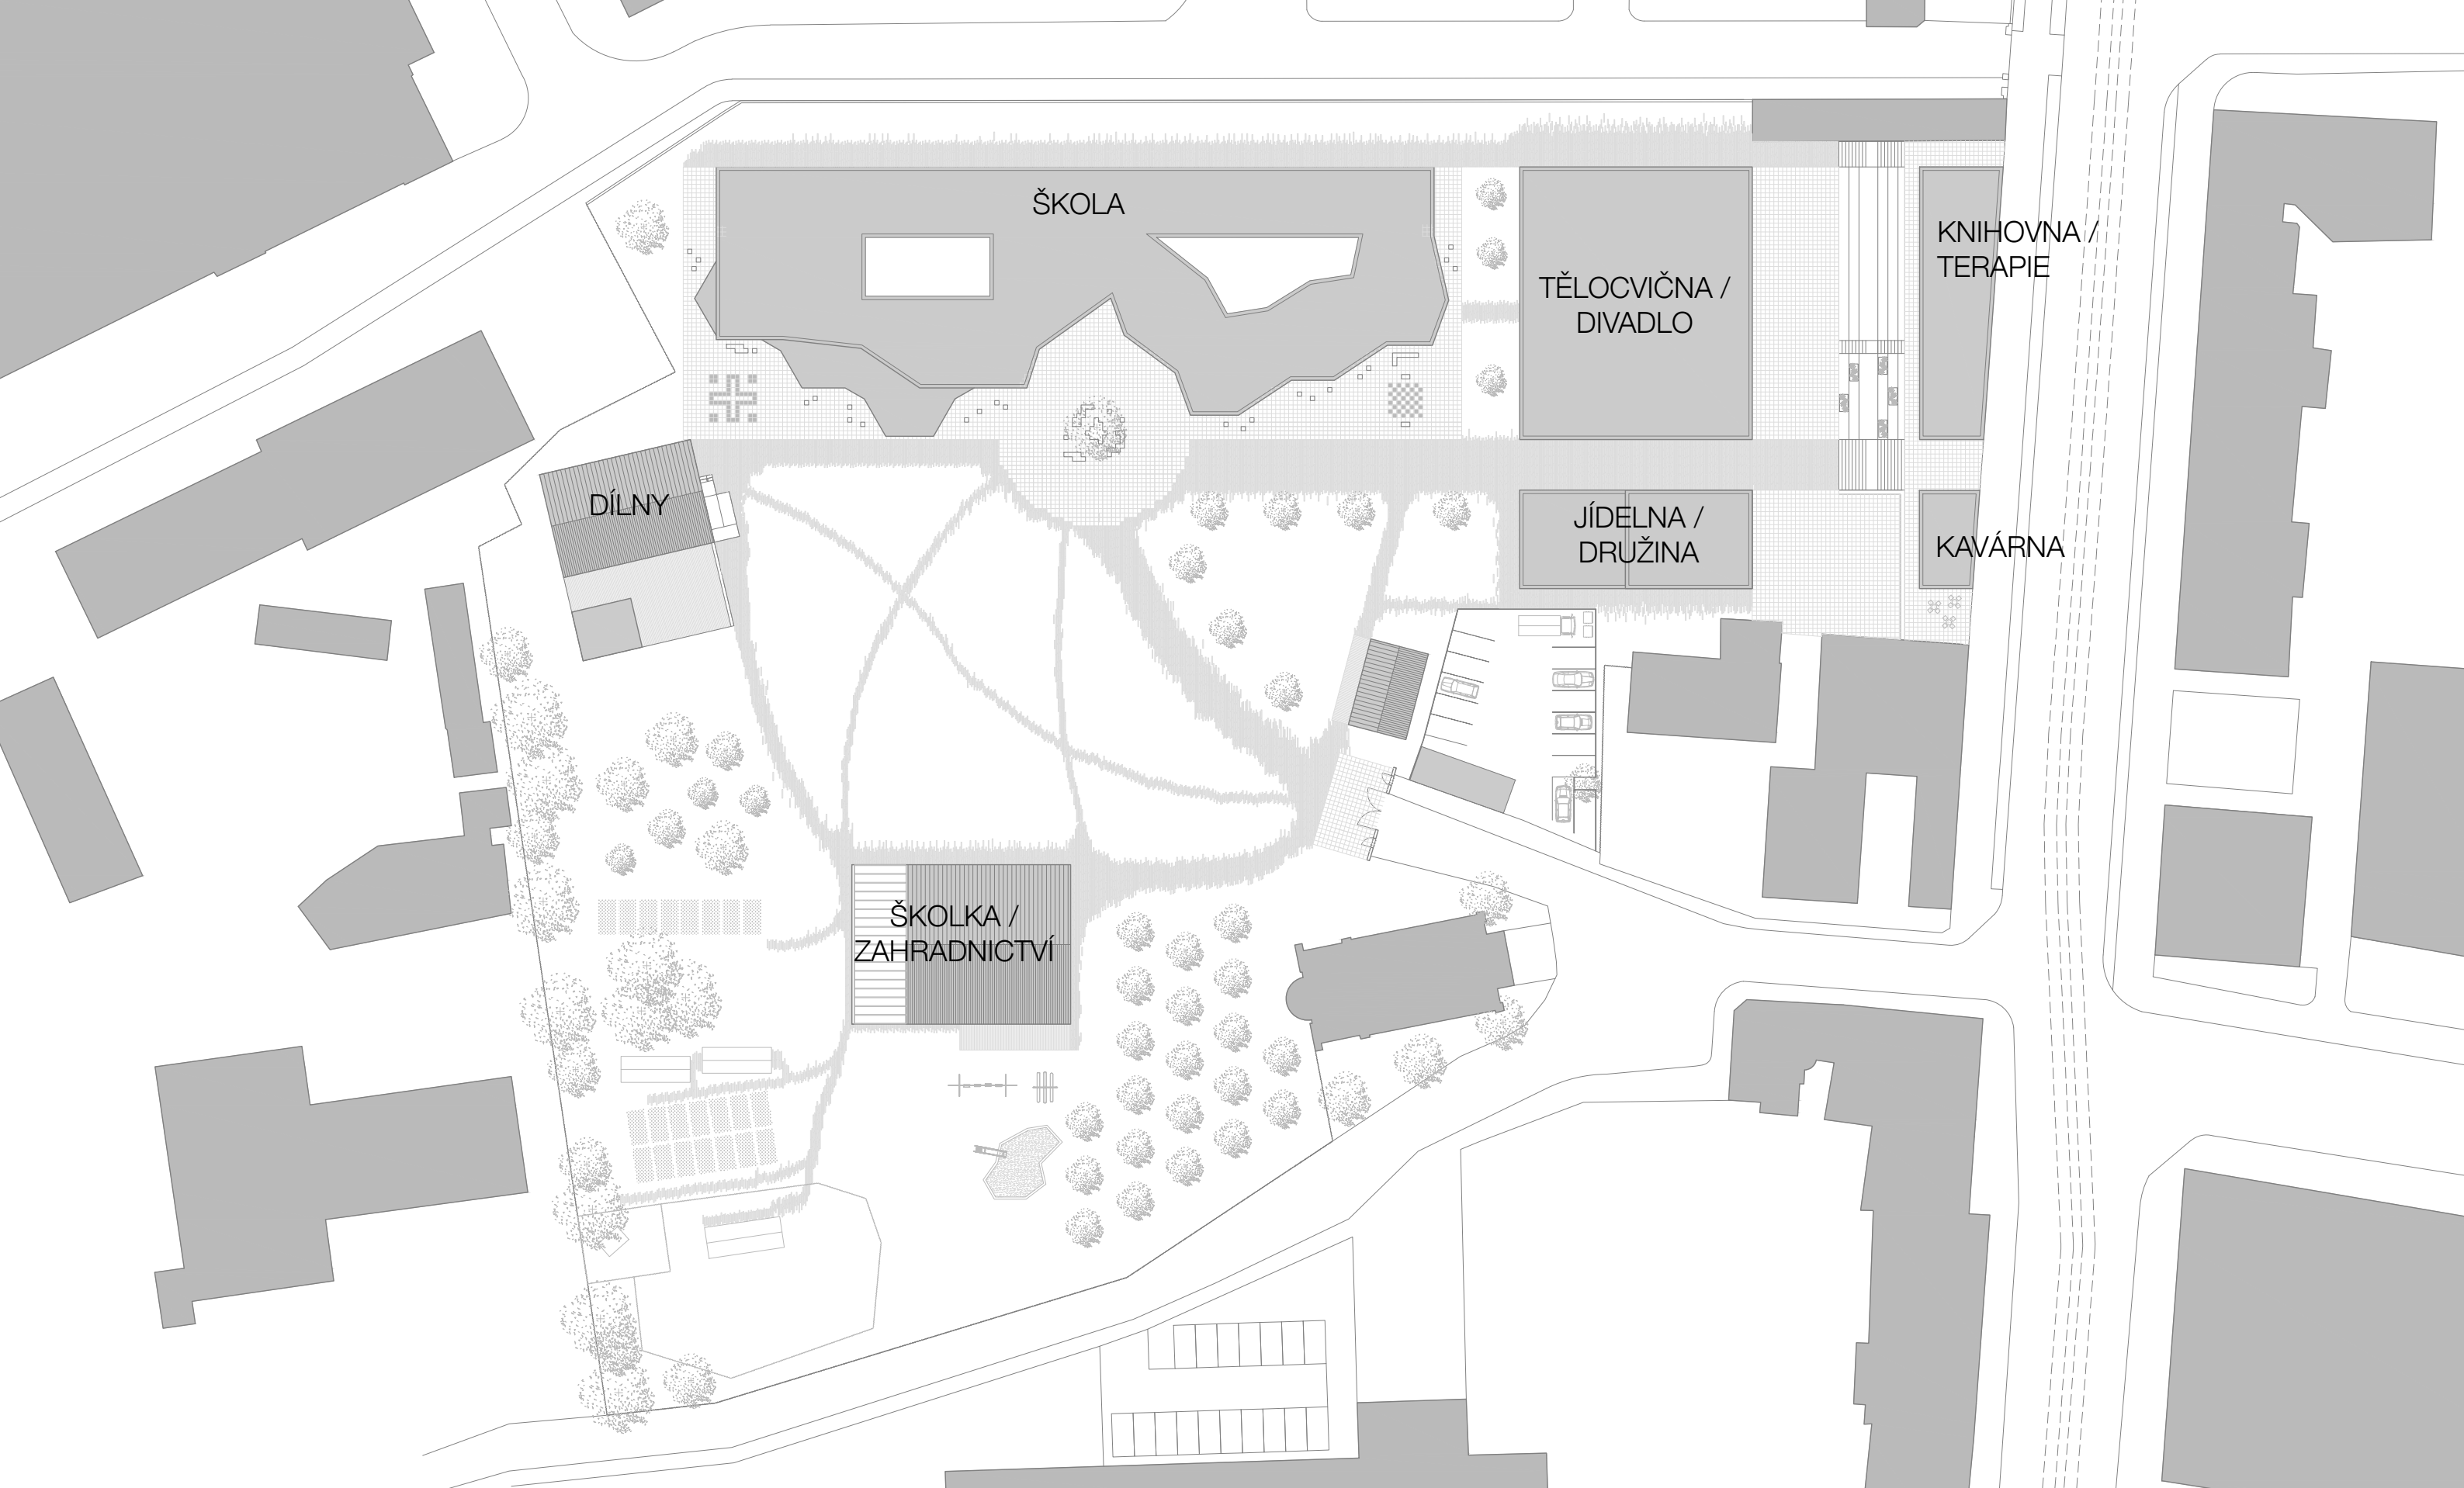 ŠKOLA
KNIHOVNA /
TERAPIE
TĚLOCVIČNA /
DIVADLO
DÍLNY
JÍDELNA /
DRUŽINA
KAVÁRNA
ŠKOLKA /
ZAHRADNICTVÍ